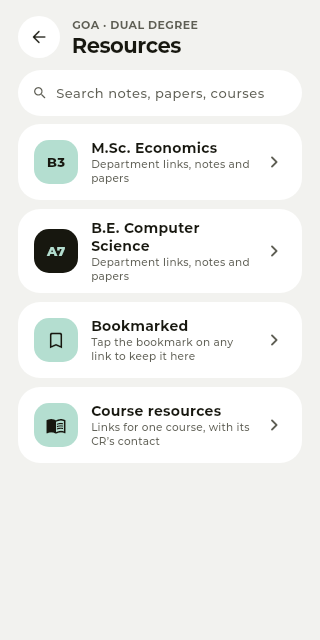 GOA · DUAL DEGREE
Resources
Search notes, papers, courses
B3
M.Sc. Economics
Department links, notes and
papers
A7
B.E. Computer
Science
Department links, notes and
papers
Bookmarked
Tap the bookmark on any
link to keep it here
Course resources
Links for one course, with its
CR's contact